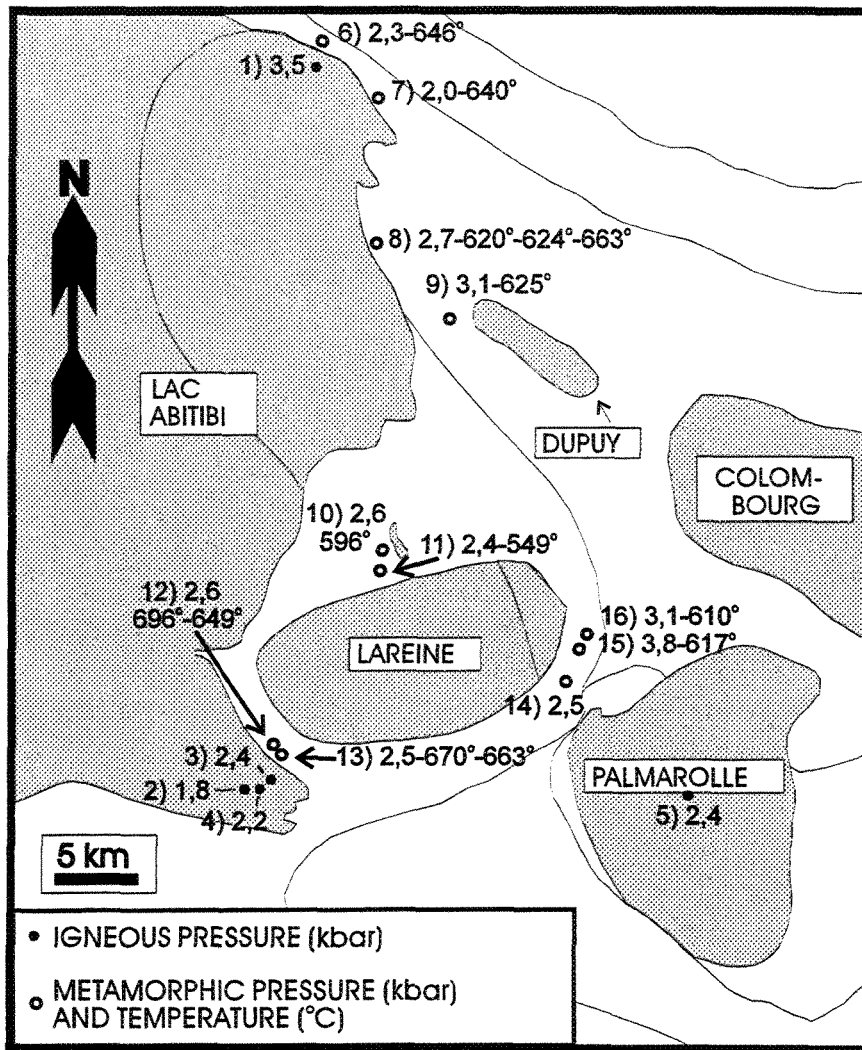 6) 2,3-646°
1) 3,5
7) 2,0-640°
N
8) 2,7-620°-624°-663°
9) 3,1-625°
LAC
ABITIBI
DUPUY
COLOM-
BOURG
10) 2,6
596°
11) 2,4-549°
12) 2,6
696°-649°
16) 3,1-610°
15) 3,8-617°
LAREINE
14) 2,5
3) 2,4
13) 2,5-670°-663°
2) 1,8
4) 2,2
PALMAROLLE
5) 2,4
5 km
IGNEOUS PRESSURE (kbar)
METAMORPHIC PRESSURE (kbar)
AND TEMPERATURE (°C)